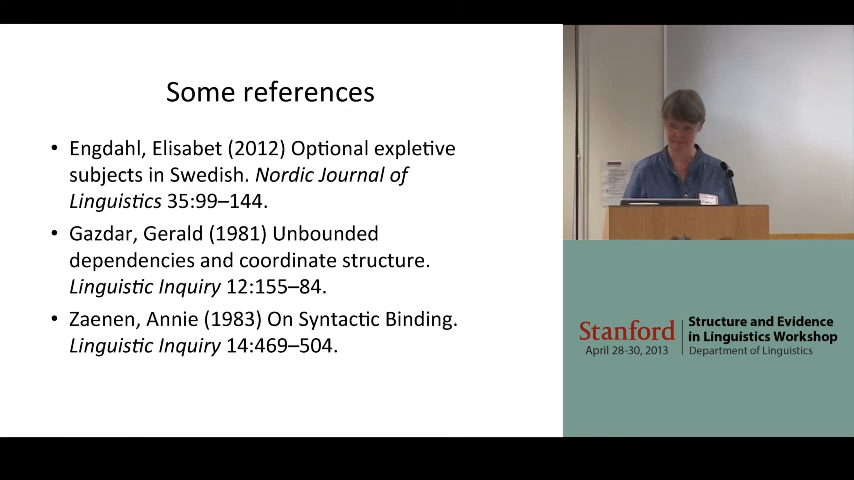 Some references
• Engdahl, Elisabet (2012) Optional expletive
subjects in Swedish. Nordic Journal of
Linguistics 35:99–144.
• Gazdar, Gerald (1981) Unbounded
dependencies and coordinate structure.
Linguistic Inquiry 12:155–84.
• Zaenen, Annie (1983) On Syntactic Binding.
Linguistic Inquiry 14:469–504.
Stanford
April 28-30, 2013
Structure and Evidence
in Linguistics Workshop
Department of Linguistics